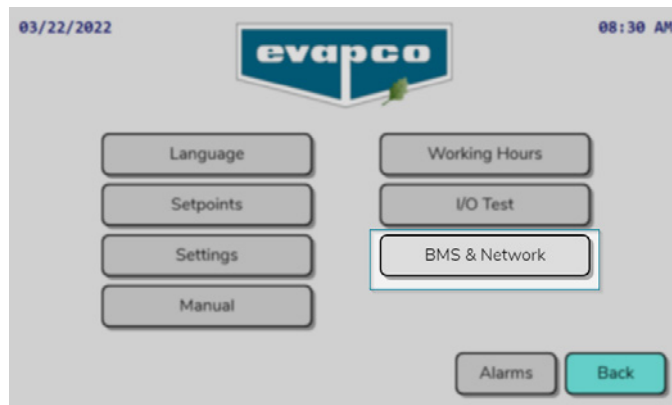 03/22/2022
08:30 AM
evapco
Language
Working Hours
Setpoints
I/O Test
Settings
BMS & Network
Manual
Alarms
Back